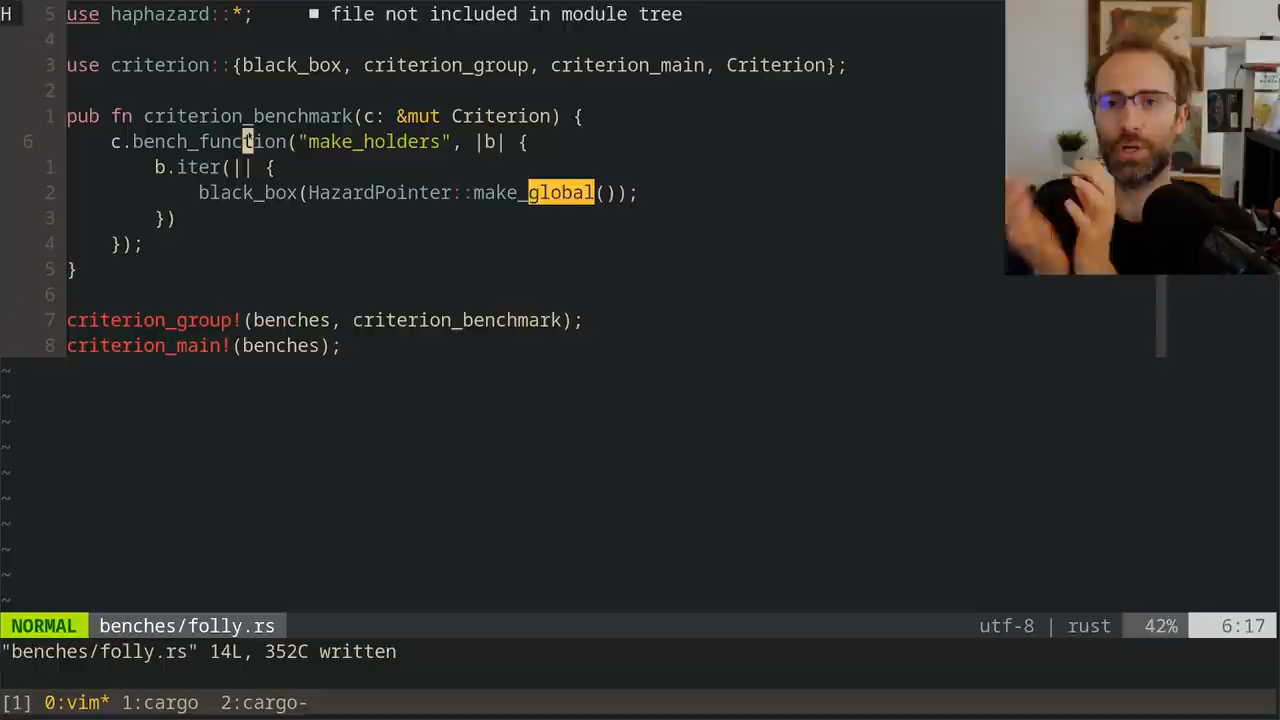 H 5 use haphazard::*; ■ file not included in module tree
4
3 use criterion::{black_box, criterion_group, criterion_main, Criterion};
2
1 pub fn criterion_benchmark(c: &mut Criterion) {
6 c.bench_function("make_holders", |b| {
1 b.iter(|| {
2 black_box(HazardPointer::make_global());
3 })
4 });
5 }
6
7 criterion_group!(benches, criterion_benchmark);
8 criterion_main!(benches);
~
~
~
~
~
~
~
~
~
~
NORMAL benches/folly.rs utf-8 | rust 42% 6:17
"benches/folly.rs" 14L, 352C written
[1] 0:vim* 1:cargo 2:cargo-